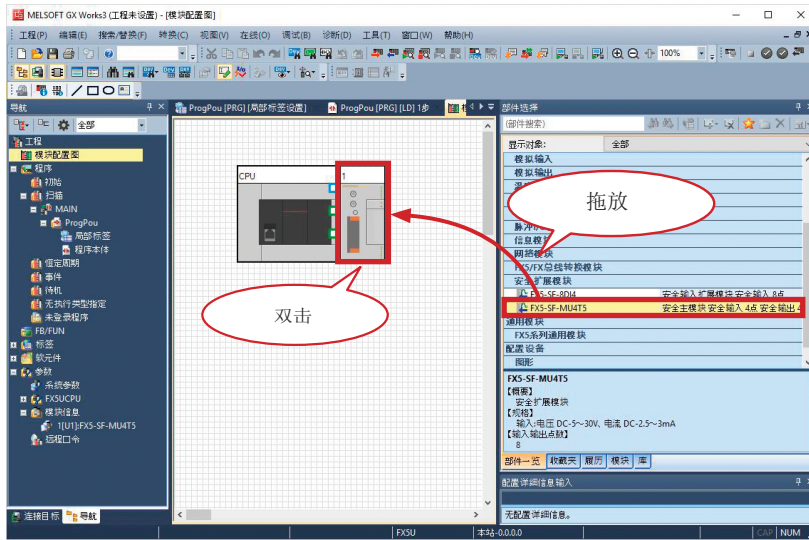 MELSOFT GX Works3 (工程未设置) - [模块配置图]
工程(P) 编辑(E) 搜索/替换(F) 转换(C) 视图(V) 在线(O) 调试(B) 诊断(D) 工具(T) 窗口(W) 帮助(H)
100%
导航
全部
工程
模块配置图
程序
初始
扫描
MAIN
ProgPou
局部标签
程序本体
恒定周期
事件
待机
无执行类型指定
未登录程序
FB/FUN
标签
软元件
参数
系统参数
FX5UCPU
模块信息
1[U1]:FX5-SF-MU4T5
远程口令
连接目标 导航
ProgPou [PRG] [局部标签设置] ProgPou [PRG] [LD] 1步
CPU 1
双击
拖放
部件选择
(部件搜索)
显示对象: 全部
模拟输入
模拟输出
信息模
网络模块
FX5/FX总线转换模块
安全扩展模块
FX5-SF-8DI4 安全输入扩展模块 安全输入 8点
FX5-SF-MU4T5 安全主模块 安全输入 4点 安全输出 4
通用模块
FX5系列通用模块
配置设备
图形
FX5-SF-MU4T5
【概要】
安全扩展模块
【规格】
输入:电压 DC-5～30V、电流 DC-2.5～3mA
【输入输出点数】
8
部件一览 收藏夹 履历 模块 库
配置详细信息输入
无配置详细信息。
FX5U 本站-0.0.0.0 CAP NUM